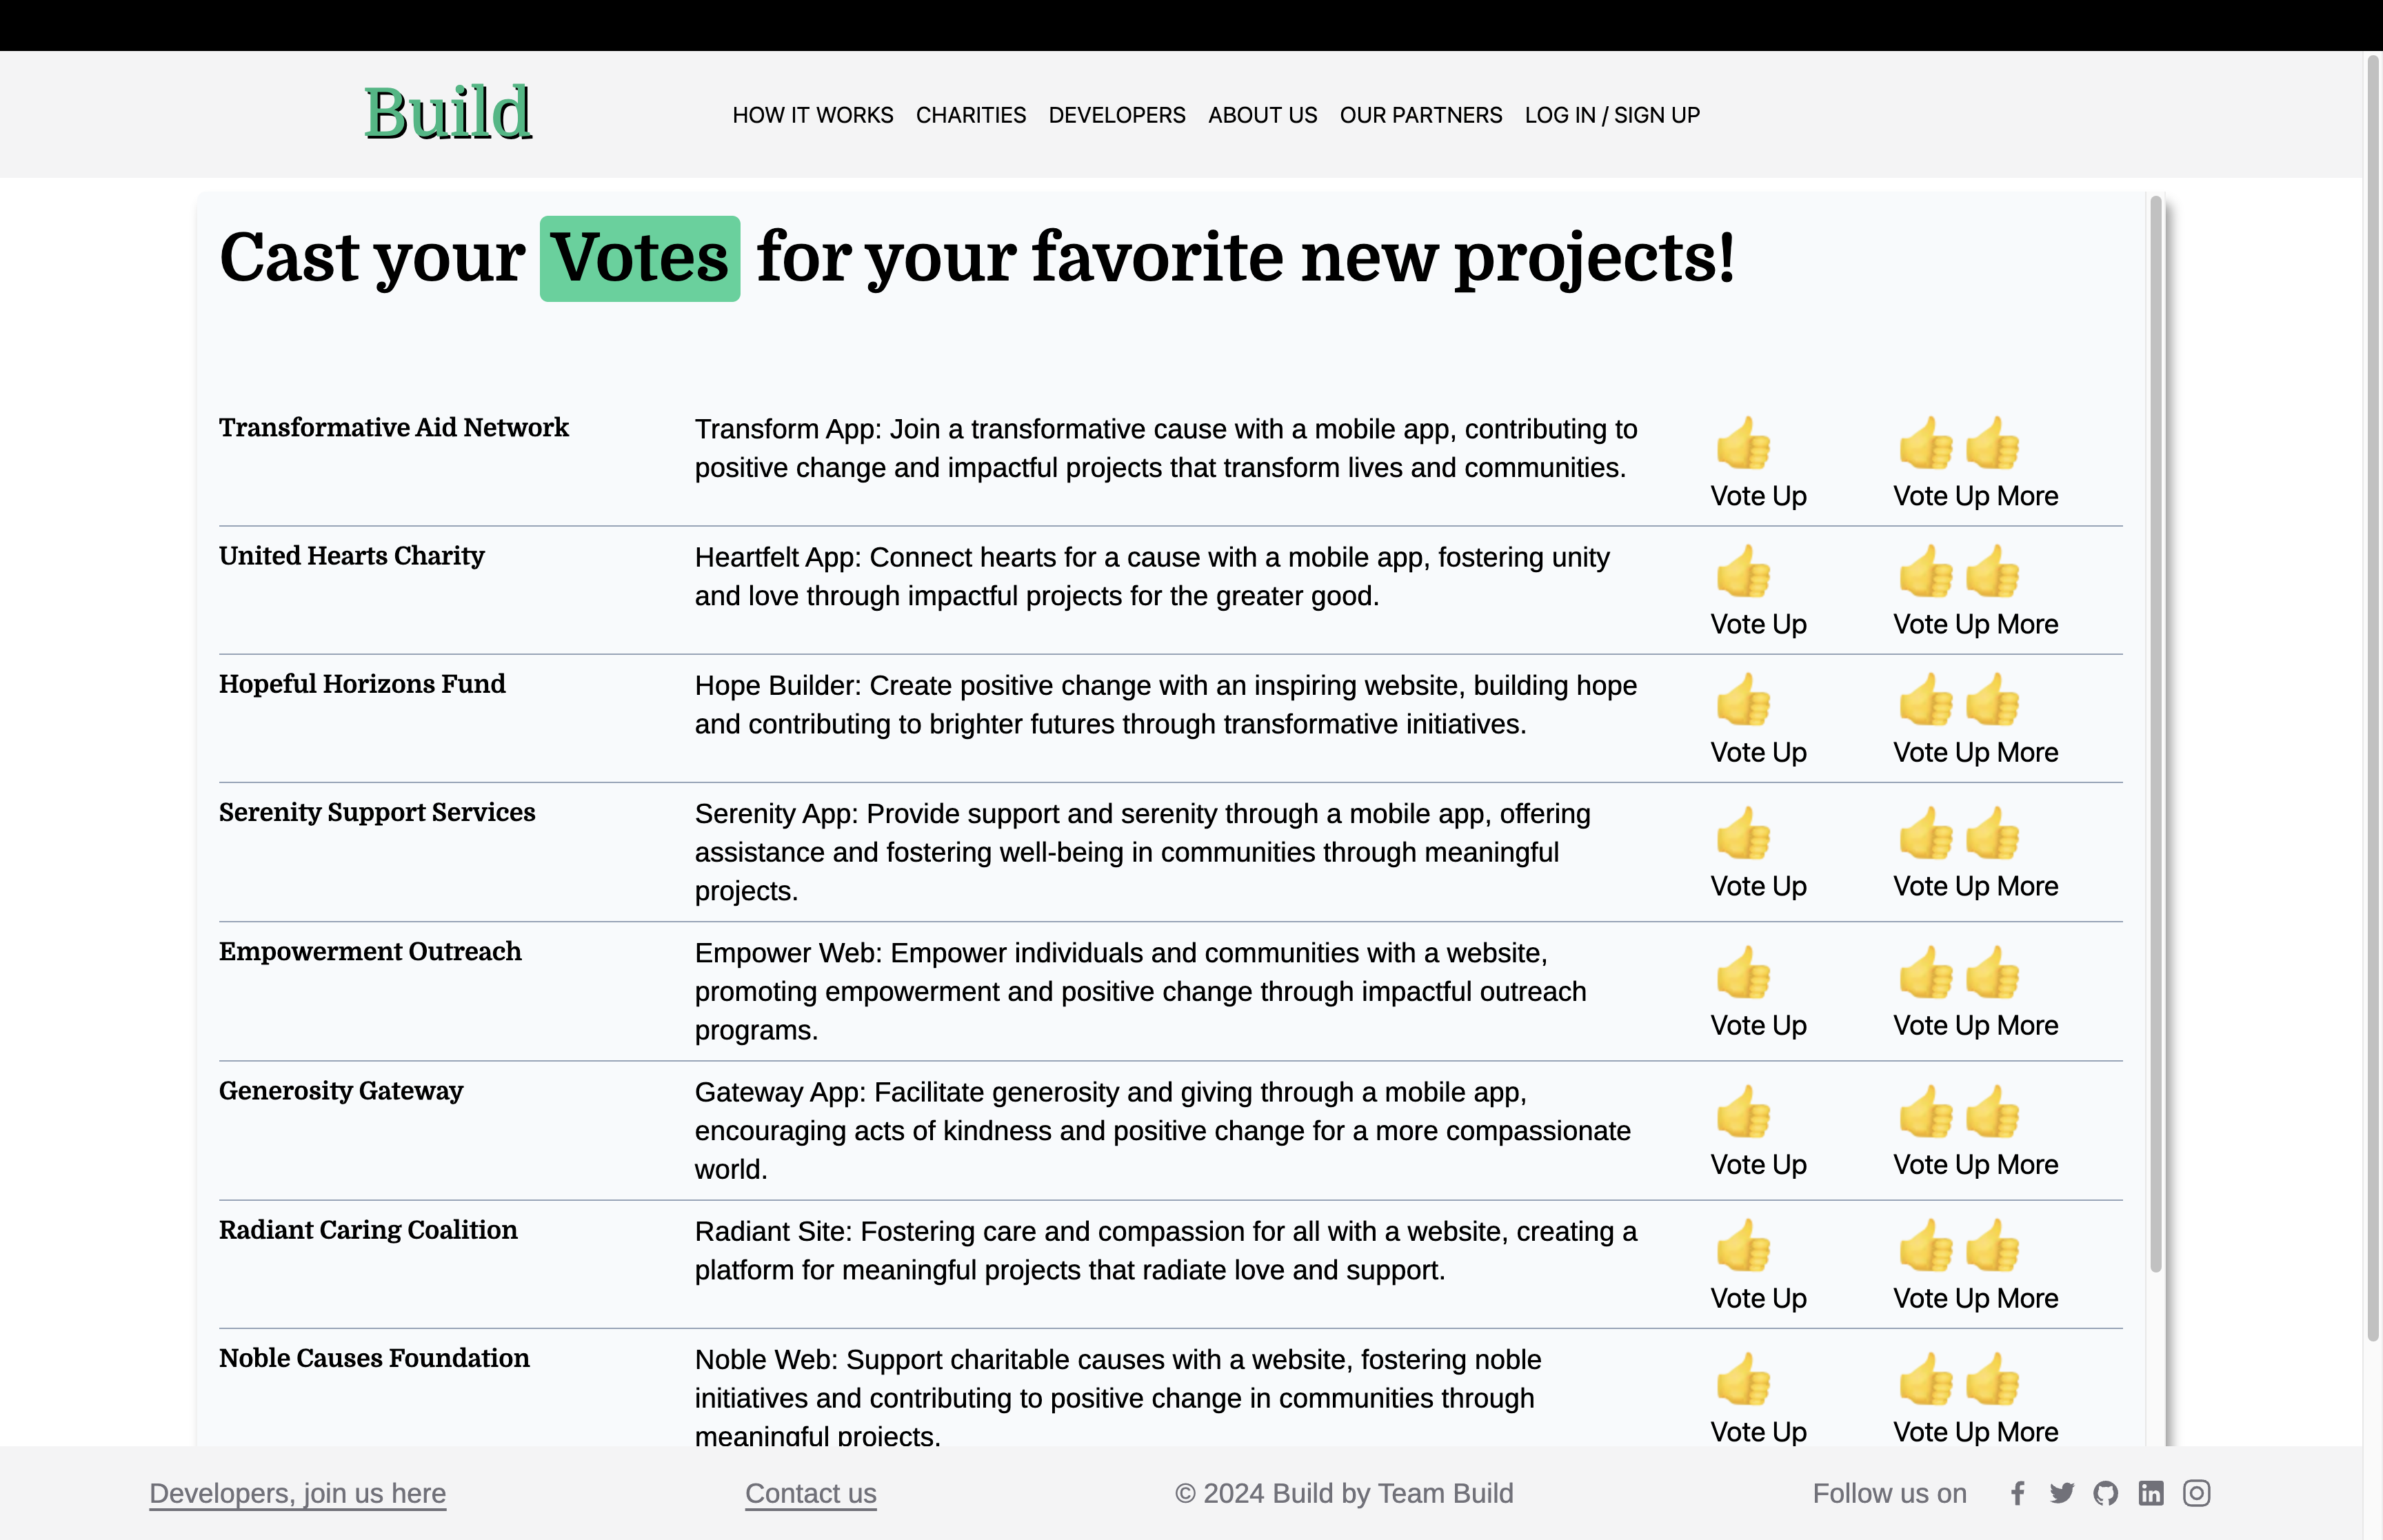 Build
HOW IT WORKS CHARITIES DEVELOPERS ABOUT US OUR PARTNERS LOG IN / SIGN UP
Cast your Votes for your favorite new projects!
Transformative Aid Network
Transform App: Join a transformative cause with a mobile app, contributing to
positive change and impactful projects that transform lives and communities.
Vote Up
Vote Up More
United Hearts Charity
Heartfelt App: Connect hearts for a cause with a mobile app, fostering unity
and love through impactful projects for the greater good.
Vote Up
Vote Up More
Hopeful Horizons Fund
Hope Builder: Create positive change with an inspiring website, building hope
and contributing to brighter futures through transformative initiatives.
Vote Up
Vote Up More
Serenity Support Services
Serenity App: Provide support and serenity through a mobile app, offering
assistance and fostering well-being in communities through meaningful
projects.
Vote Up
Vote Up More
Empowerment Outreach
Empower Web: Empower individuals and communities with a website,
promoting empowerment and positive change through impactful outreach
programs.
Vote Up
Vote Up More
Generosity Gateway
Gateway App: Facilitate generosity and giving through a mobile app,
encouraging acts of kindness and positive change for a more compassionate
world.
Vote Up
Vote Up More
Radiant Caring Coalition
Radiant Site: Fostering care and compassion for all with a website, creating a
platform for meaningful projects that radiate love and support.
Vote Up
Vote Up More
Noble Causes Foundation
Noble Web: Support charitable causes with a website, fostering noble
initiatives and contributing to positive change in communities through
meaningful projects.
Vote Up
Vote Up More
Developers, join us here
Contact us
© 2024 Build by Team Build
Follow us on